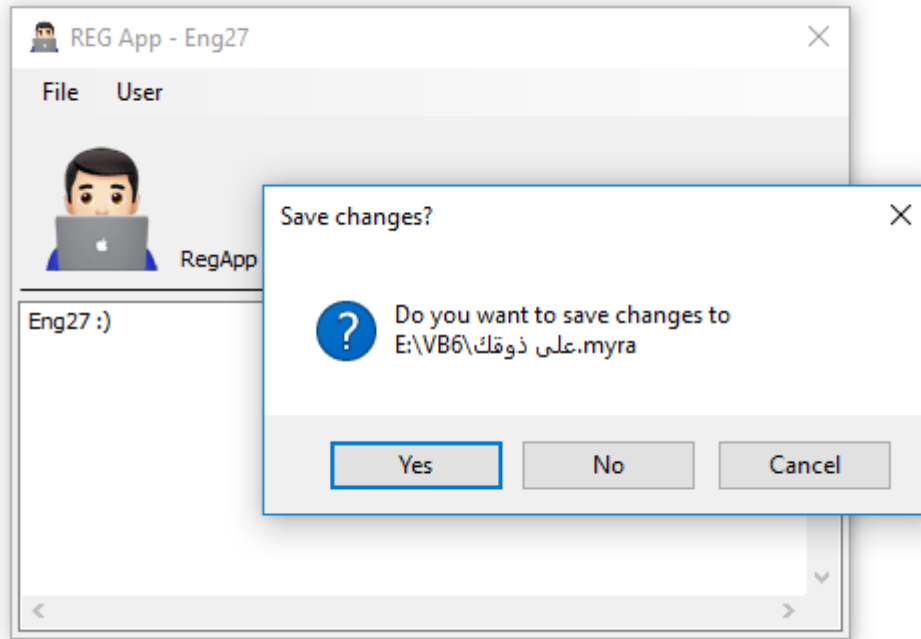 REG App - Eng27
File User
RegApp
Eng27 :)
Save changes?
Do you want to save changes to
E:\VB6\على ذوقك.myra
Yes No Cancel